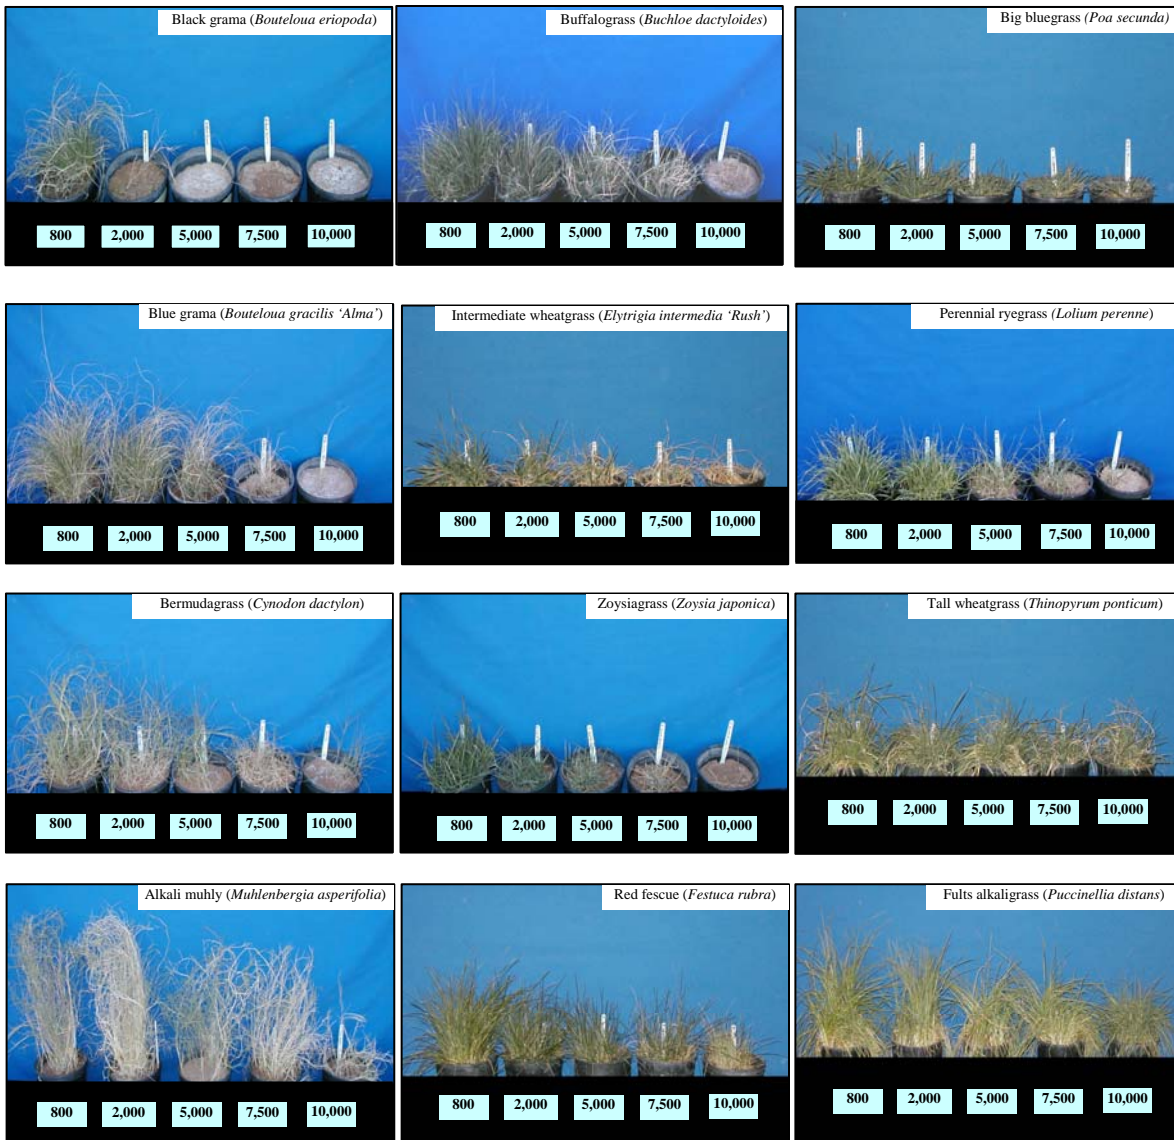 Black grama (Bouteloua eriopoda)
800 2,000 5,000 7,500 10,000
Buffalograss (Buchloe dactyloides)
800 2,000 5,000 7,500 10,000
Big bluegrass (Poa secunda)
800 2,000 5,000 7,500 10,000
Blue grama (Bouteloua gracilis ‘Alma’)
800 2,000 5,000 7,500 10,000
Intermediate wheatgrass (Elytrigia intermedia ‘Rush’)
800 2,000 5,000 7,500 10,000
Perennial ryegrass (Lolium perenne)
800 2,000 5,000 7,500 10,000
Bermudagrass (Cynodon dactylon)
800 2,000 5,000 7,500 10,000
Zoysiagrass (Zoysia japonica)
800 2,000 5,000 7,500 10,000
Tall wheatgrass (Thinopyrum ponticum)
800 2,000 5,000 7,500 10,000
Alkali muhly (Muhlenbergia asperifolia)
800 2,000 5,000 7,500 10,000
Red fescue (Festuca rubra)
800 2,000 5,000 7,500 10,000
Fults alkaligrass (Puccinellia distans)
800 2,000 5,000 7,500 10,000